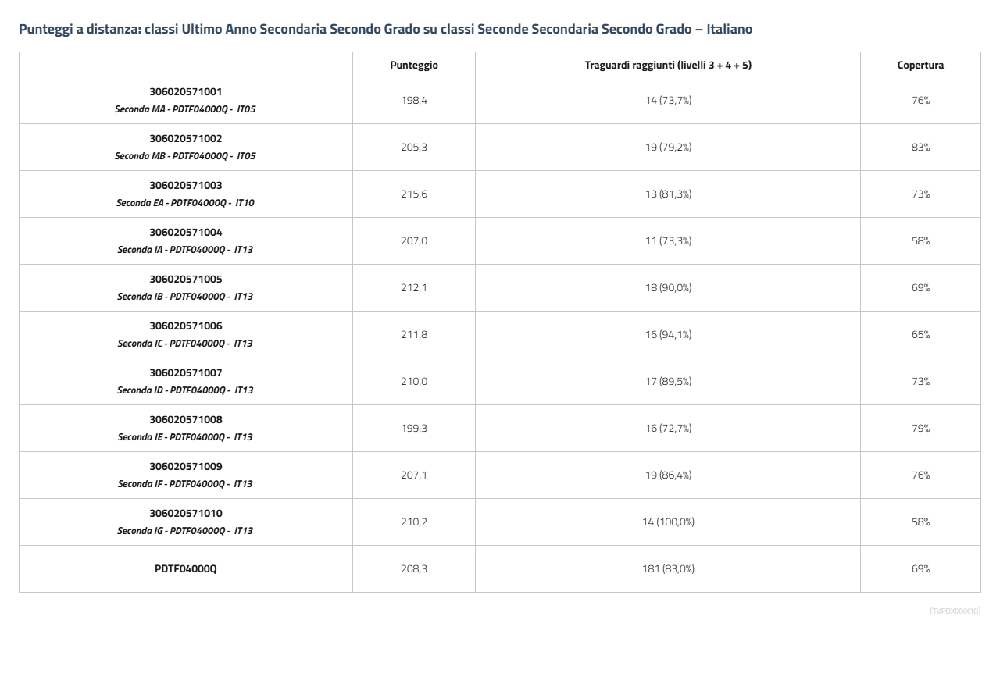 Punteggi a distanza: classi Ultimo Anno Secondaria Secondo Grado su classi Seconde Secondaria Secondo Grado – Italiano
Punteggio Traguardi raggiunti (livelli 3 + 4 + 5) Copertura
306020571001
Seconda MA - PDTF04000Q - IT05 198,4 14 (73,7%) 76%
306020571002
Seconda MB - PDTF04000Q - IT05 205,3 19 (79,2%) 83%
306020571003
Seconda EA - PDTF04000Q - IT10 215,6 13 (81,3%) 73%
306020571004
Seconda IA - PDTF04000Q - IT13 207,0 11 (73,3%) 58%
306020571005
Seconda IB - PDTF04000Q - IT13 212,1 18 (90,0%) 69%
306020571006
Seconda IC - PDTF04000Q - IT13 211,8 16 (94,1%) 65%
306020571007
Seconda ID - PDTF04000Q - IT13 210,0 17 (89,5%) 73%
306020571008
Seconda IE - PDTF04000Q - IT13 199,3 16 (72,7%) 79%
306020571009
Seconda IF - PDTF04000Q - IT13 207,1 19 (86,4%) 76%
306020571010
Seconda IG - PDTF04000Q - IT13 210,2 14 (100,0%) 58%
PDTF04000Q 208,3 181 (83,0%) 69%
[TVPDXIXXX10]